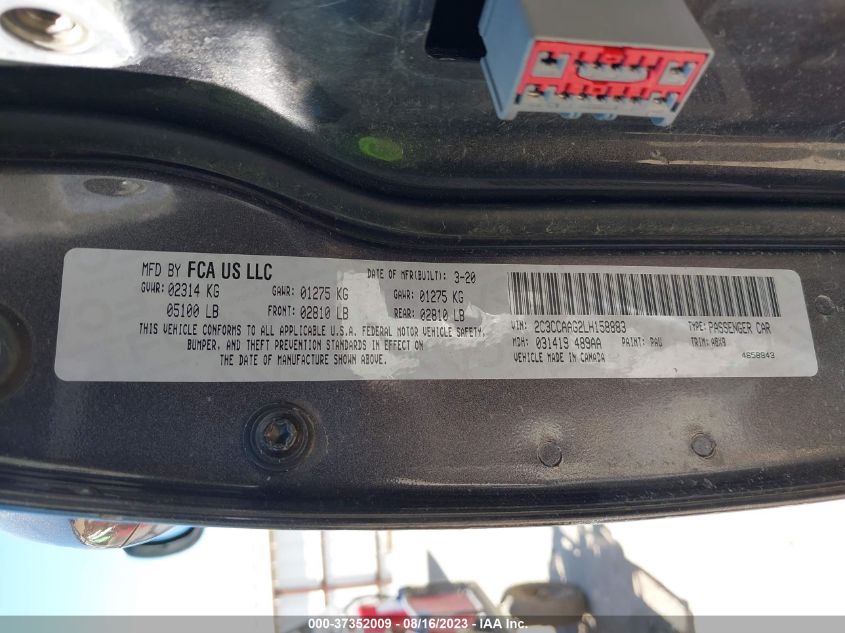 MFD BY FCA US LLC DATE OF MFR(BUILT): 3-20
GVWR: 02314 KG GAWR: 01275 KG GAWR: 01275 KG
05100 LB FRONT: 02810 LB REAR: 02810 LB
THIS VEHICLE CONFORMS TO ALL APPLICABLE U.S.A. FEDERAL MOTOR VEHICLE SAFETY,
BUMPER, AND THEFT PREVENTION STANDARDS IN EFFECT ON
THE DATE OF MANUFACTURE SHOWN ABOVE.
VIN: 2C3CCAAG2LH158883 TYPE: PASSENGER CAR
MDH: 031419 489AA PAINT: PAU TRIM: ABX9
VEHICLE MADE IN CANADA 4658843
000-37352009 - 08/16/2023 - IAA Inc.